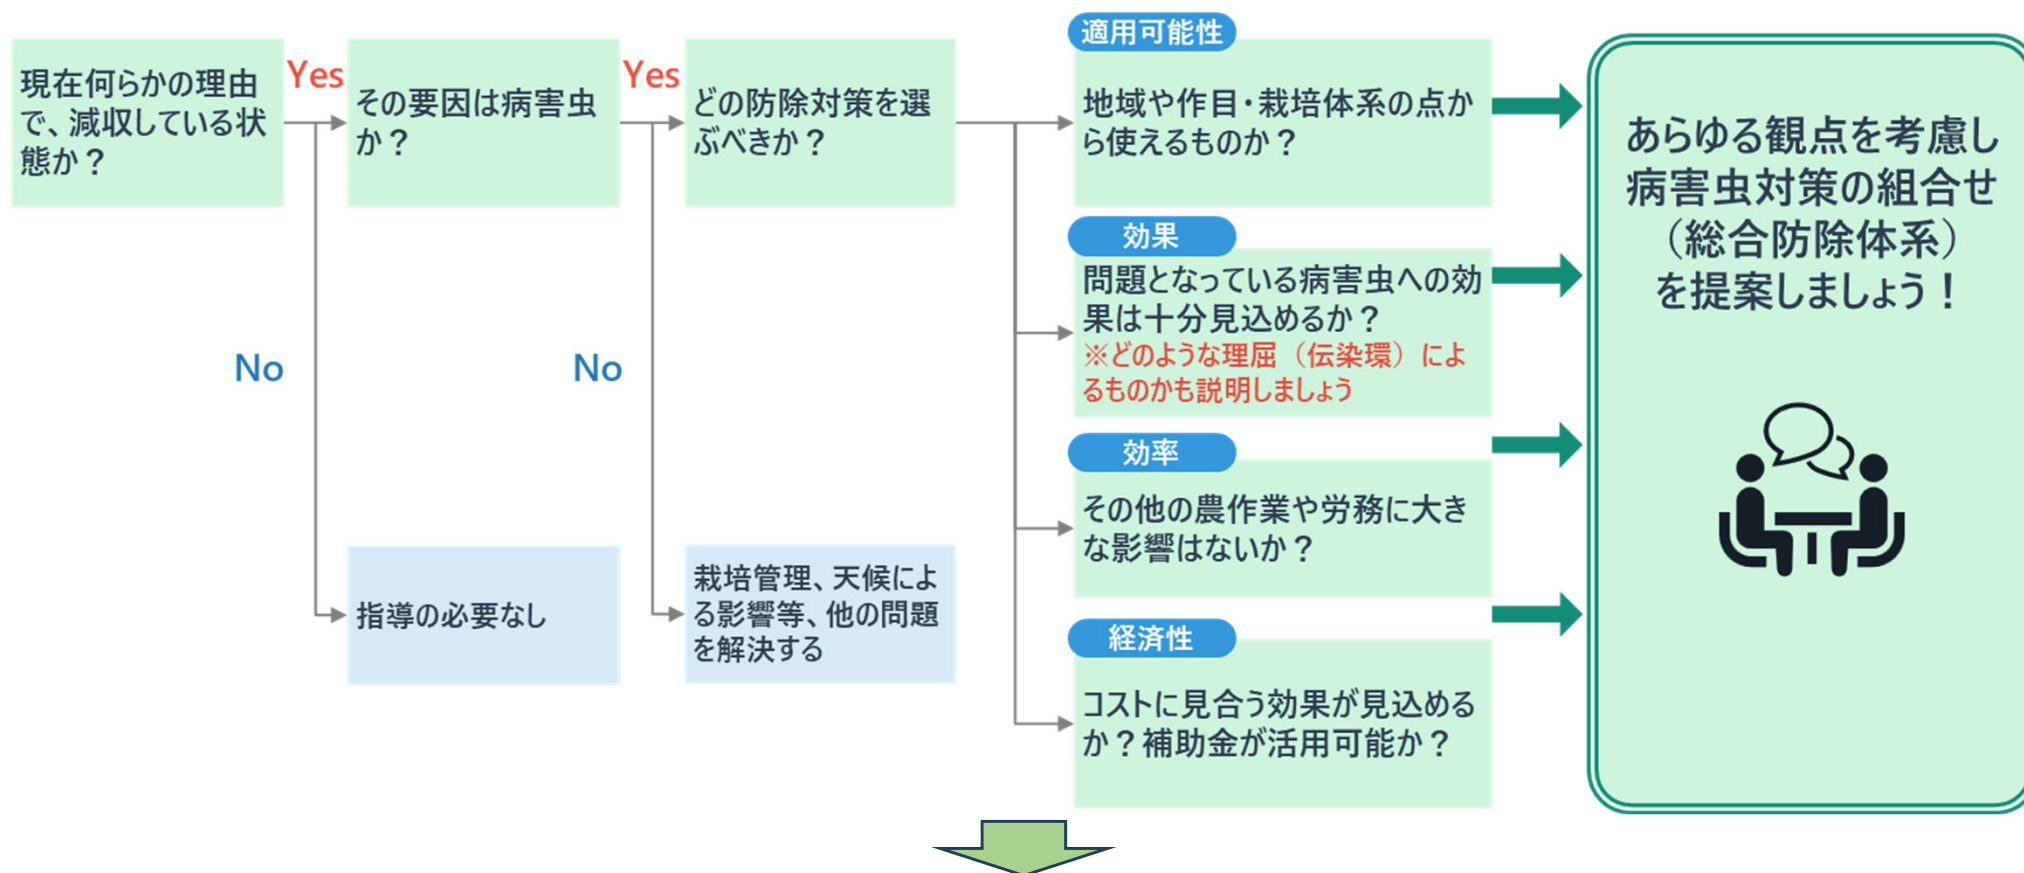 現在何らかの理由
で、減収している状
態か？
Yes
No
その要因は病害虫
か？
Yes
No
指導の必要なし
どの防除対策を選
ぶべきか？
栽培管理、天候によ
る影響等、他の問題
を解決する
適用可能性
地域や作目・栽培体系の点か
ら使えるものか？
効果
問題となっている病害虫への効
果は十分見込めるか？
※どのような理屈（伝染環）によ
るものかも説明しましょう
効率
その他の農作業や労務に大き
な影響はないか？
経済性
コストに見合う効果が見込める
か？補助金が活用可能か？
あらゆる観点を考慮し
病害虫対策の組合せ
（総合防除体系）
を提案しましょう！